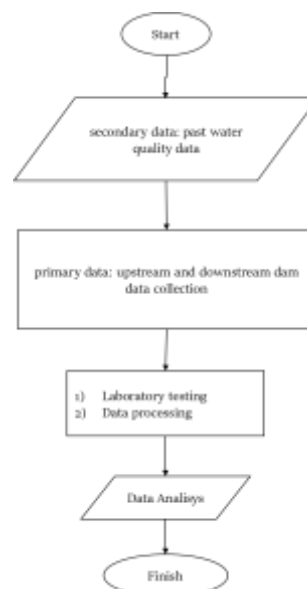 Start
secondary data: past water
quality data
primary data: upstream and downstream dam
data collection
1) Laboratory testing
2) Data processing
Data Analisys
Finish